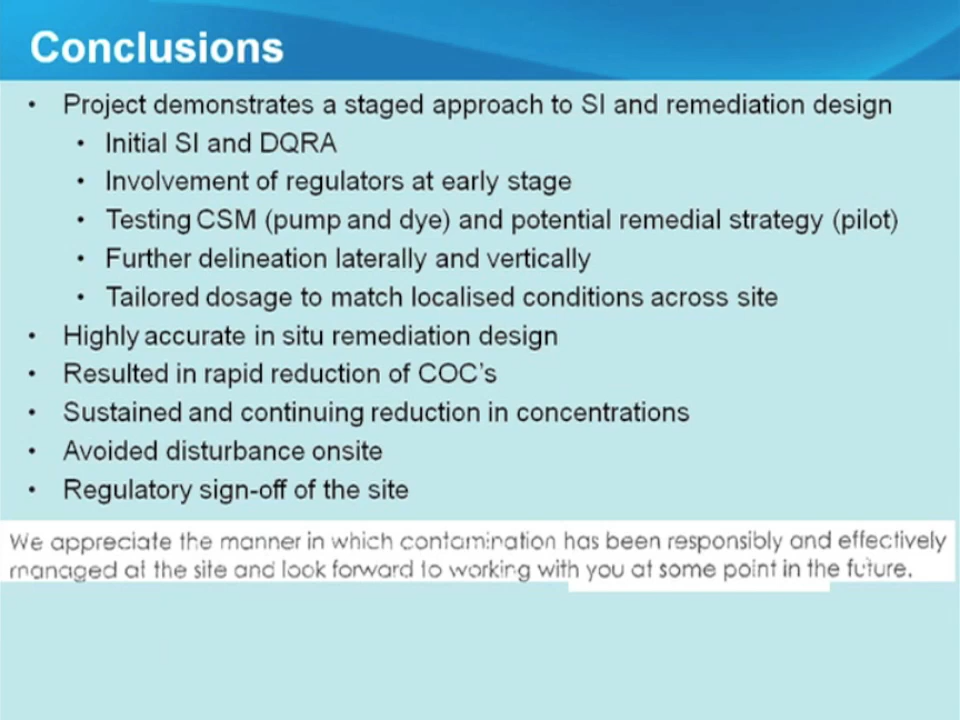 Conclusions
• Project demonstrates a staged approach to SI and remediation design
• Initial SI and DQRA
• Involvement of regulators at early stage
• Testing CSM (pump and dye) and potential remedial strategy (pilot)
• Further delineation laterally and vertically
• Tailored dosage to match localised conditions across site
• Highly accurate in situ remediation design
• Resulted in rapid reduction of COC’s
• Sustained and continuing reduction in concentrations
• Avoided disturbance onsite
• Regulatory sign-off of the site
We appreciate the manner in which contamination has been responsibly and effectively
managed at the site and look forward to working with you at some point in the future.